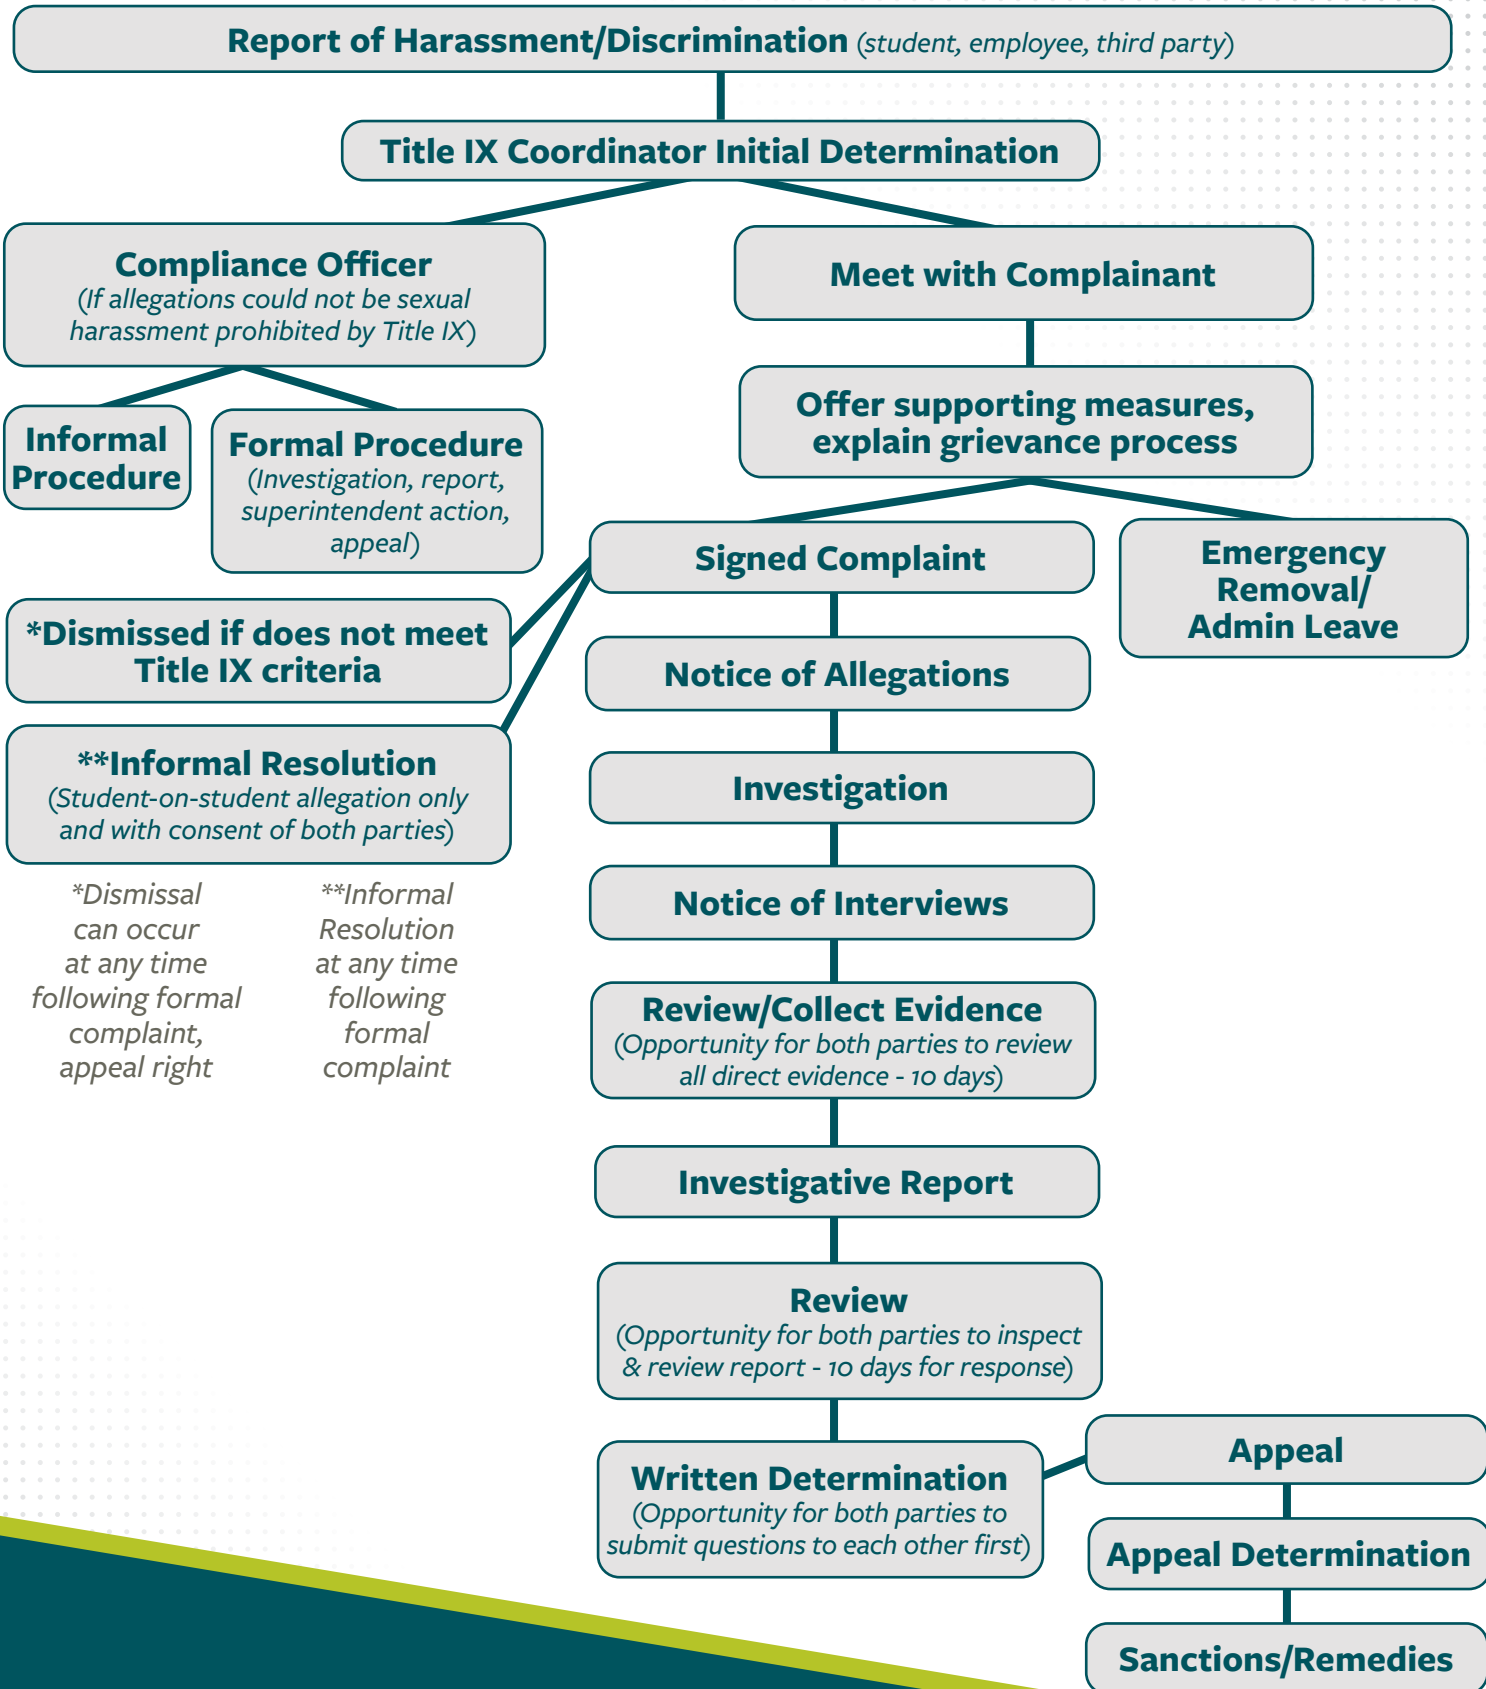 Report of Harassment/Discrimination (student, employee, third party)
Title IX Coordinator Initial Determination
Compliance Officer
(If allegations could not be sexual
harassment prohibited by Title IX)
Meet with Complainant
Informal
Procedure
Formal Procedure
(Investigation, report,
superintendent action,
appeal)
Offer supporting measures,
explain grievance process
Signed Complaint
Emergency
Removal/
Admin Leave
*Dismissed if does not meet
Title IX criteria
**Informal Resolution
(Student-on-student allegation only
and with consent of both parties)
*Dismissal
can occur
at any time
following formal
complaint,
appeal right
**Informal
Resolution
at any time
following
formal
complaint
Notice of Allegations
Investigation
Notice of Interviews
Review/Collect Evidence
(Opportunity for both parties to review
all direct evidence - 10 days)
Investigative Report
Review
(Opportunity for both parties to inspect
& review report - 10 days for response)
Written Determination
(Opportunity for both parties to
submit questions to each other first)
Appeal
Appeal Determination
Sanctions/Remedies